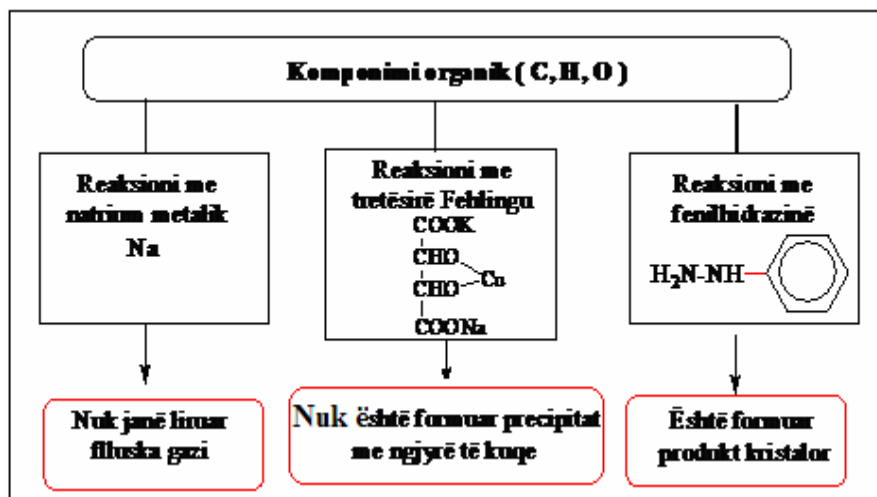 Komponimi organik ( C, H, O )
Reaksioni me
natrium metalik
Na
Reaksioni me
tretësirë Fehlingu
COOK
CHO
Cu
CHO
COONa
Reaksioni me
fenilhidrazinë
H₂N-NH
Nuk janë liruar
flluska gazi
Nuk është formuar precipitat
me ngjyrë të kuqe
Është formuar
produkt kristalor